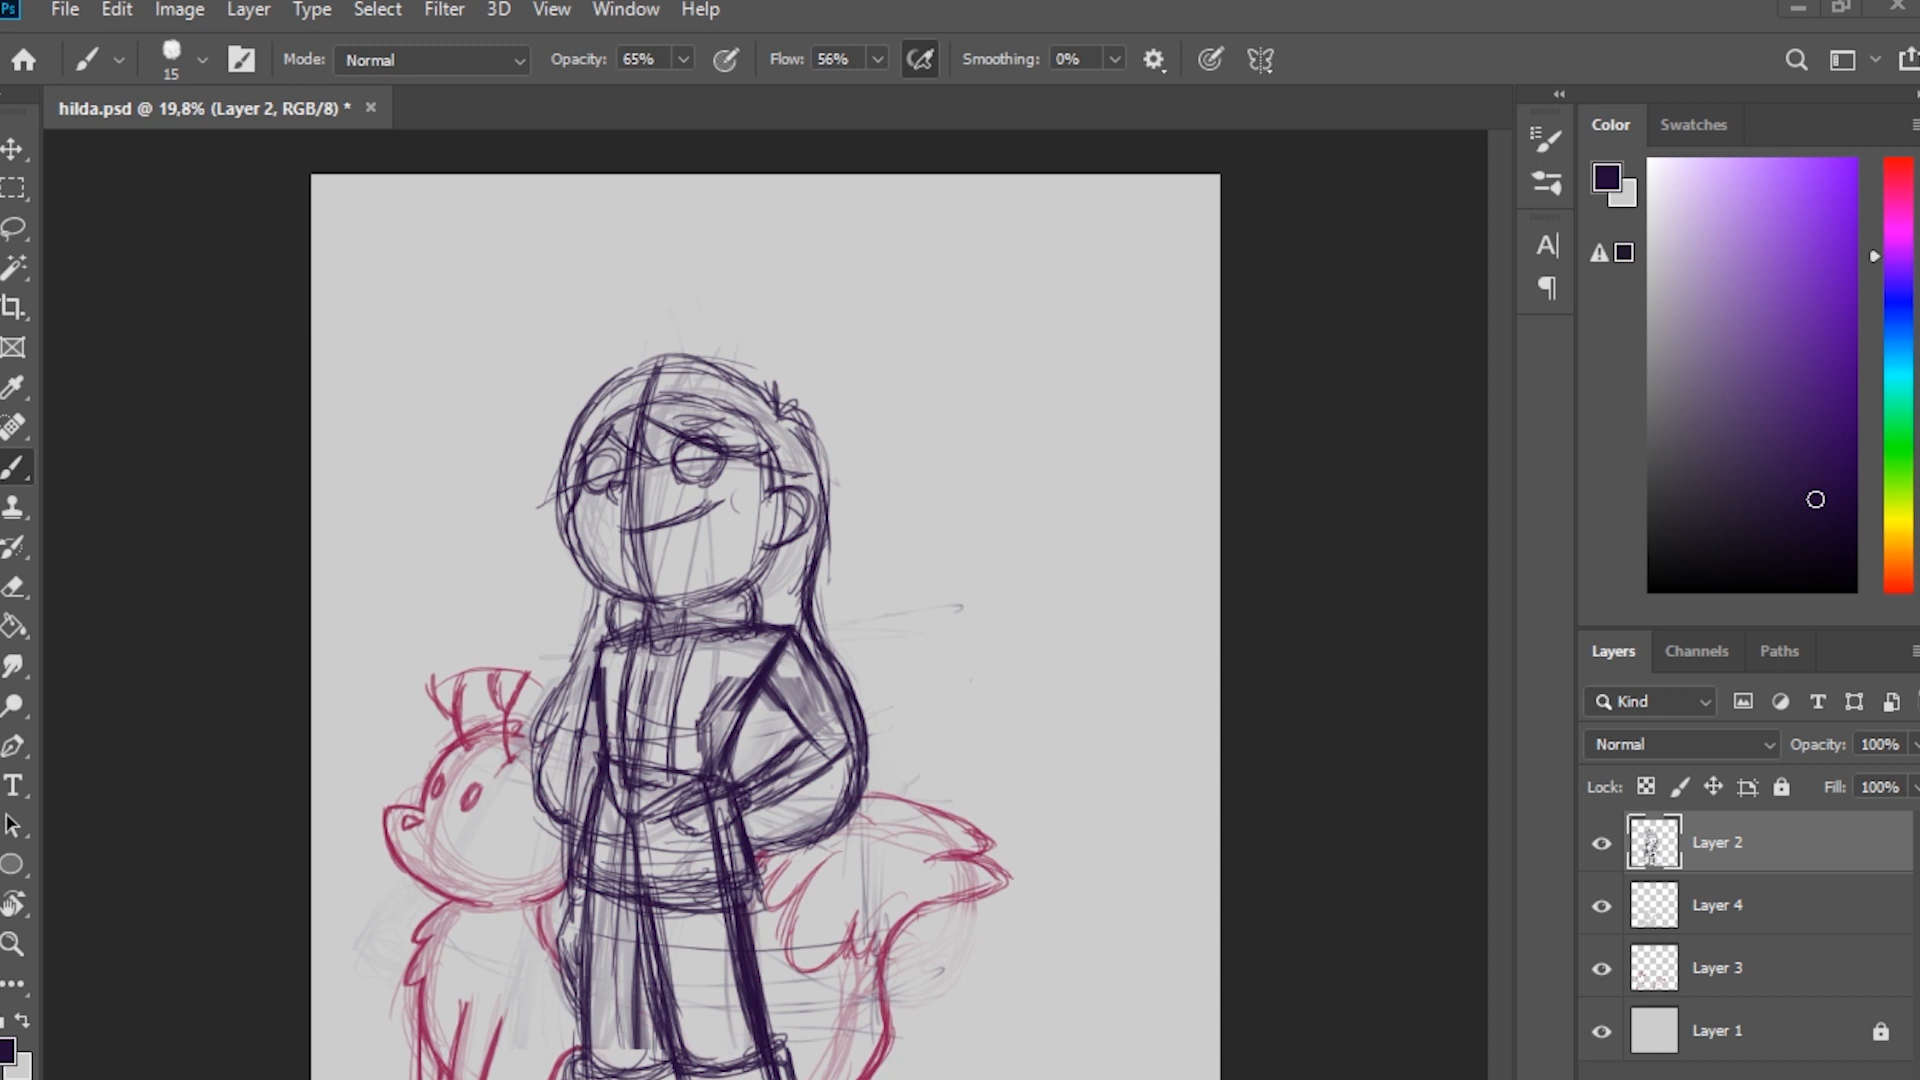 Ps File Edit Image Layer Type Select Filter 3D View Window Help
15 Mode: Normal Opacity: 65% Flow: 56% Smoothing: 0%
hilda.psd @ 19,8% (Layer 2, RGB/8) *
Color Swatches
Layers Channels Paths
Kind
Normal Opacity: 100%
Lock: Fill: 100%
Layer 2
Layer 4
Layer 3
Layer 1